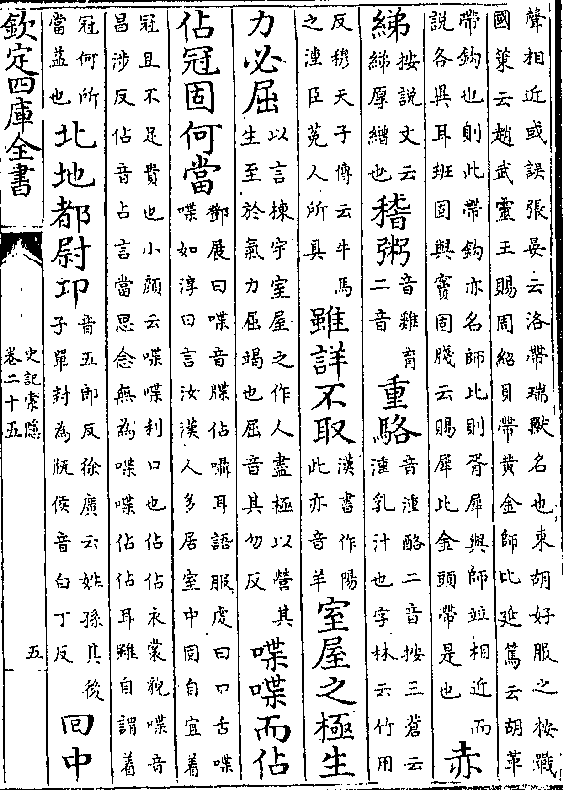 聲相近或誤張晏云洛帶瑞獸名也東胡好服之按戰
國策云趙武靈王賜周紹貝帶黄金師比延篤云胡革
帶鈎也則此帶鈎亦名師比則胥犀與師竝相近而
說各異耳班固與竇固牋云賜犀比金頭帶是也
赤
綈
按說文云
綈厚繒也
稽粥
音雞育
二音
重駱
音湩酪二音按三蒼云
湩乳汁也字林云竹用
反穆天子傳云牛馬
之湩臣菟人所具
雖詳不取
漢書作陽
此亦音羊
室屋之極生
力必屈
以言棟宇室屋之作人盡極以營其
生至於氣力屈竭也屈音其勿反
喋喋而佔
佔冠固何當
鄧展曰喋音牒佔囁耳語服虔曰口舌喋
喋如淳曰言汝漢人多居室中固自宜着
冠且不足貴也小顔云喋喋利口也佔佔衣裳貌喋音
昌涉反佔音占言當思念無為喋喋佔佔耳雖自謂着
冠何所
當益也
北地都尉卭
音五郎反徐廣云姓孫其後
子單封為瓶侯音白丁反
回中
欽定四庫全書
史記索隱
卷二十五
五